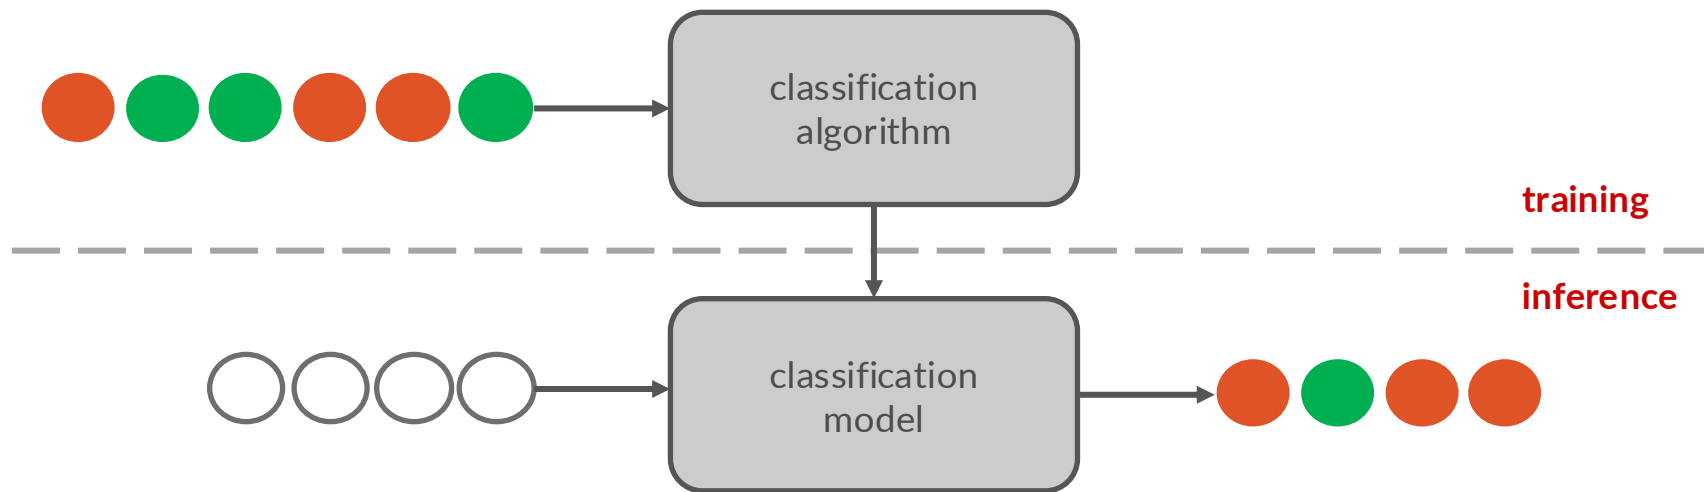 classification
algorithm
training
inference
classification
model